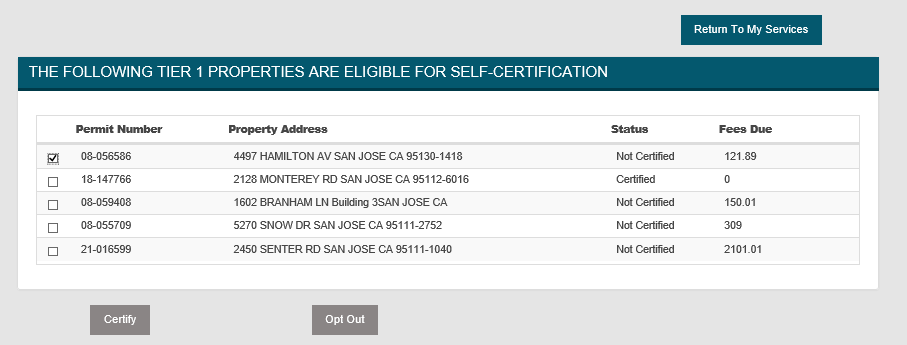 Return To My Services
THE FOLLOWING TIER 1 PROPERTIES ARE ELIGIBLE FOR SELF-CERTIFICATION
Permit Number Property Address Status Fees Due
08-056586 4497 HAMILTON AV SAN JOSE CA 95130-1418 Not Certified 121.89
18-147766 2128 MONTEREY RD SAN JOSE CA 95112-6016 Certified 0
08-059408 1602 BRANHAM LN Building 3SAN JOSE CA Not Certified 150.01
08-055709 5270 SNOW DR SAN JOSE CA 95111-2752 Not Certified 309
21-016599 2450 SENTER RD SAN JOSE CA 95111-1040 Not Certified 2101.01
Certify Opt Out